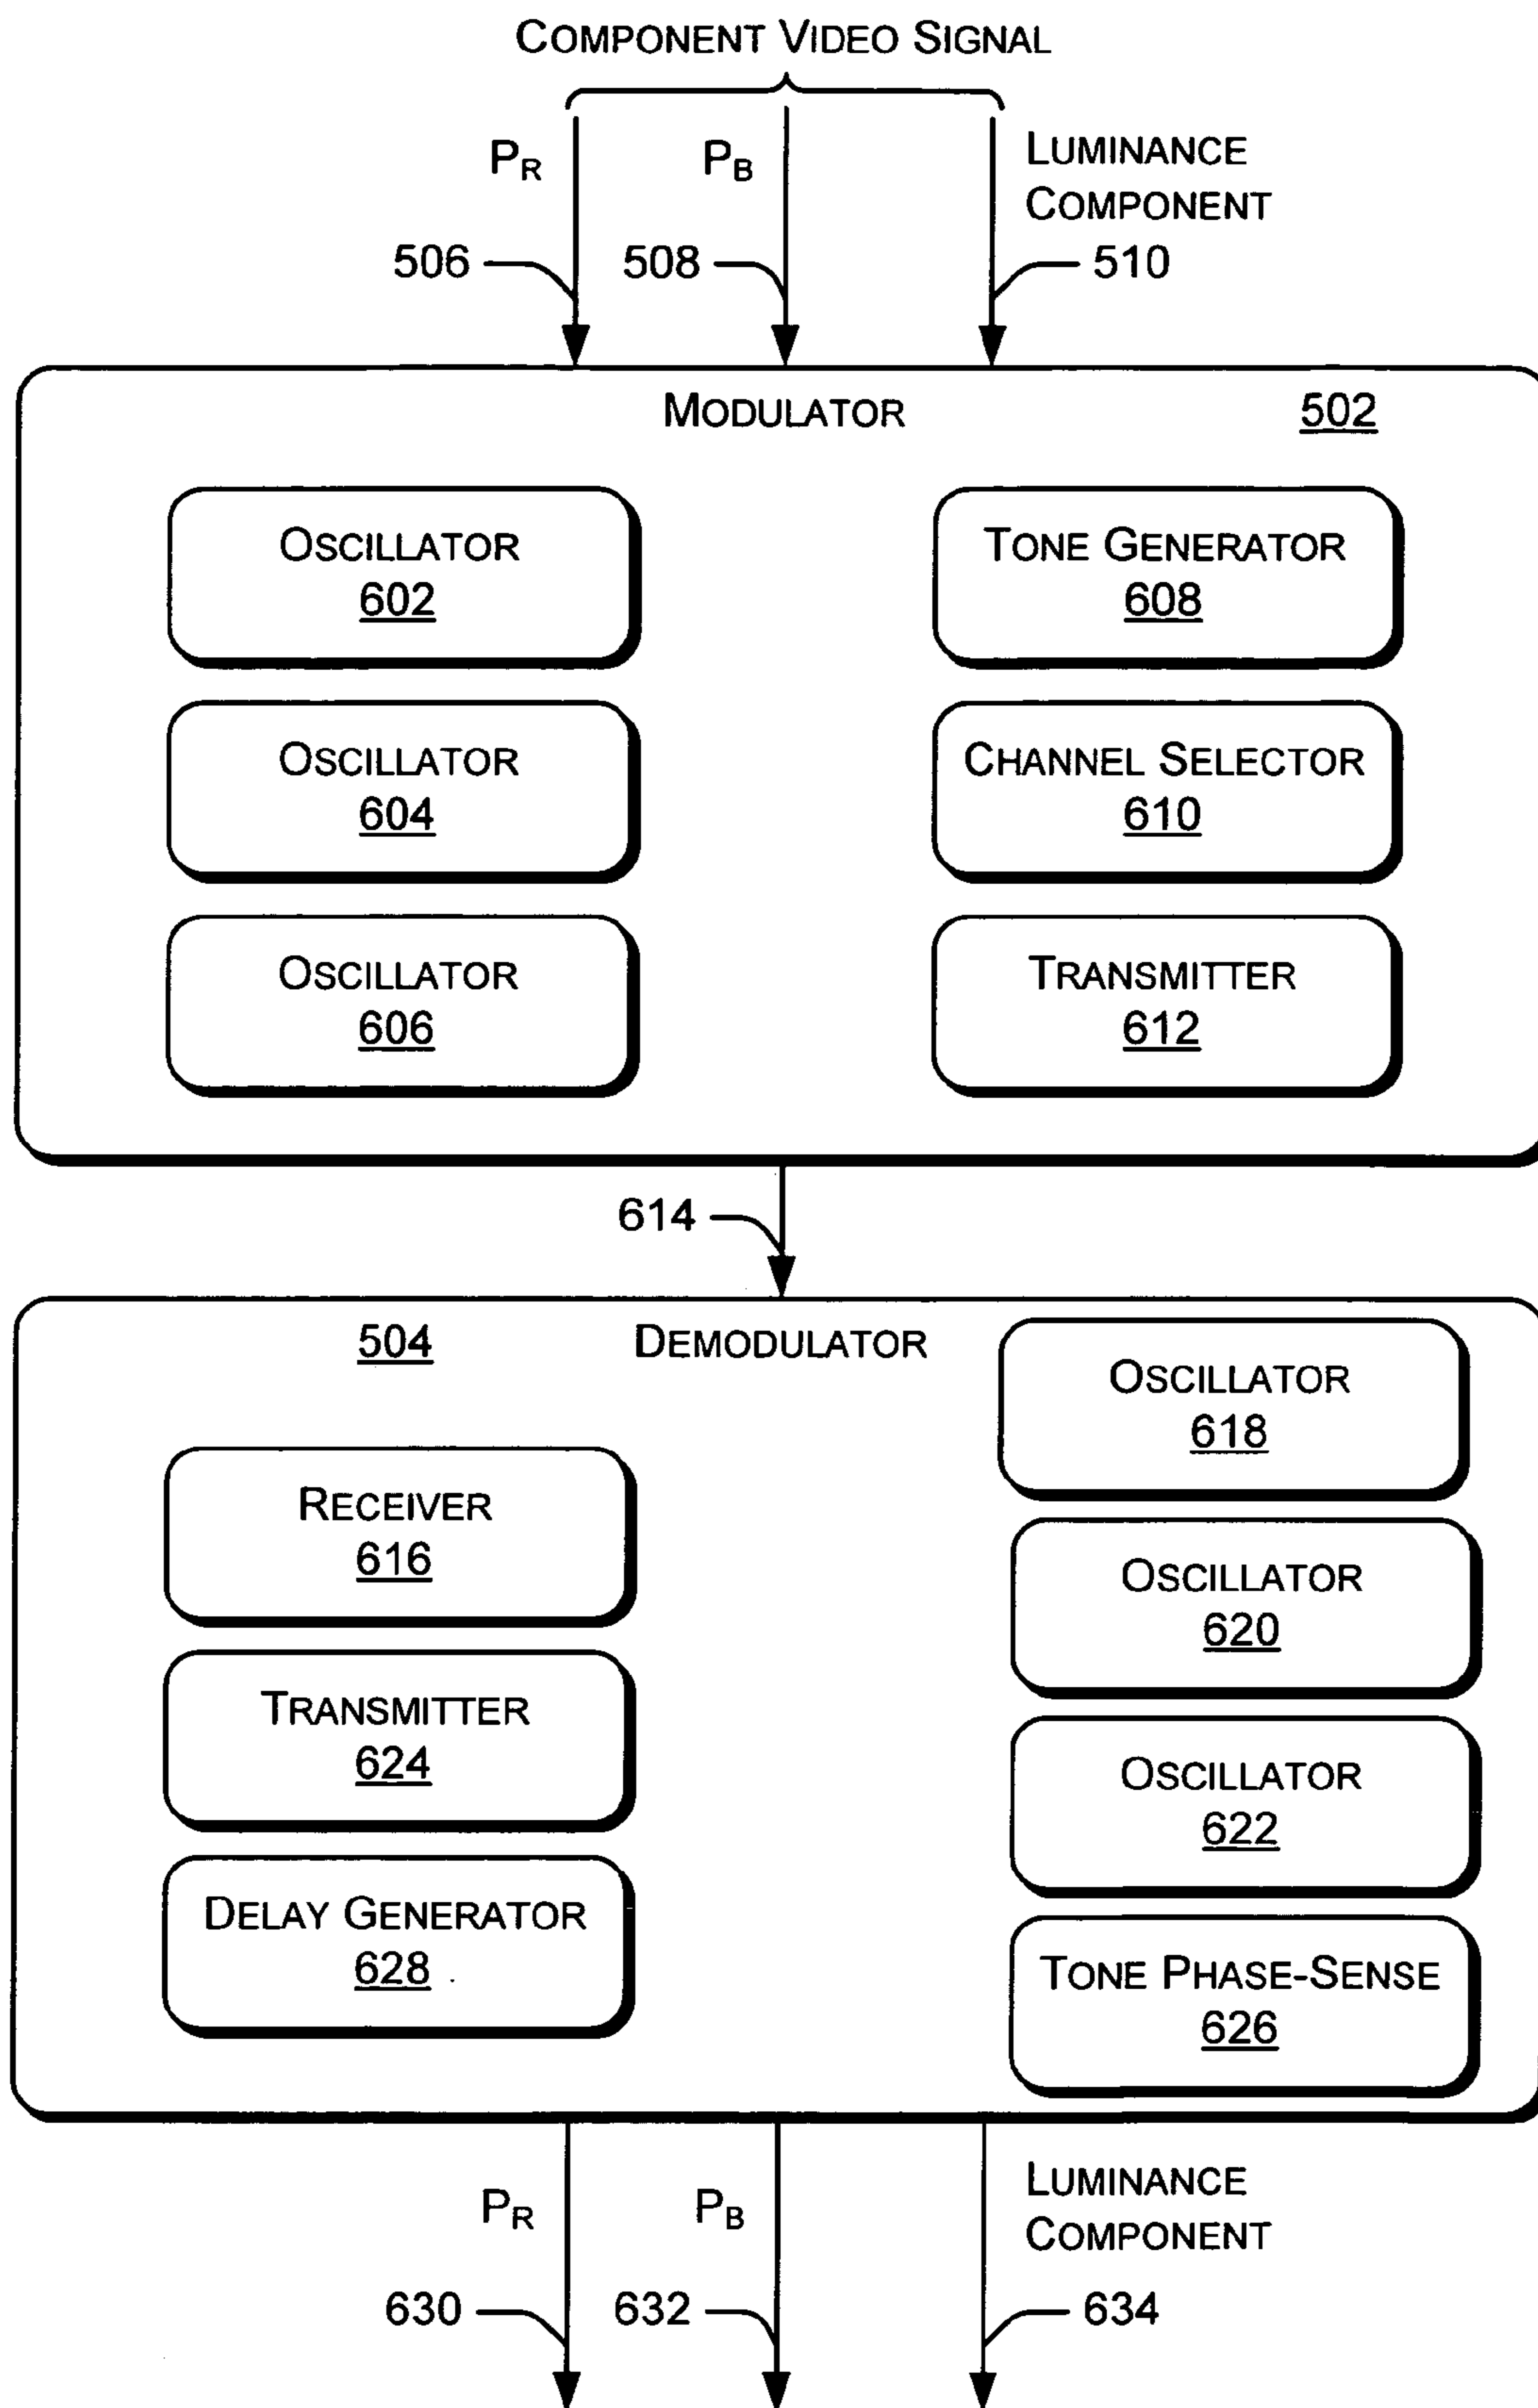 COMPONENT VIDEO SIGNAL
PR
PB
LUMINANCE
COMPONENT
506
508
510
MODULATOR
502
OSCILLATOR
602
TONE GENERATOR
608
OSCILLATOR
604
CHANNEL SELECTOR
610
OSCILLATOR
606
TRANSMITTER
612
614
504
DEMODULATOR
OSCILLATOR
618
RECEIVER
616
OSCILLATOR
620
TRANSMITTER
624
OSCILLATOR
622
DELAY GENERATOR
628
TONE PHASE-SENSE
626
PR
PB
LUMINANCE
COMPONENT
630
632
634